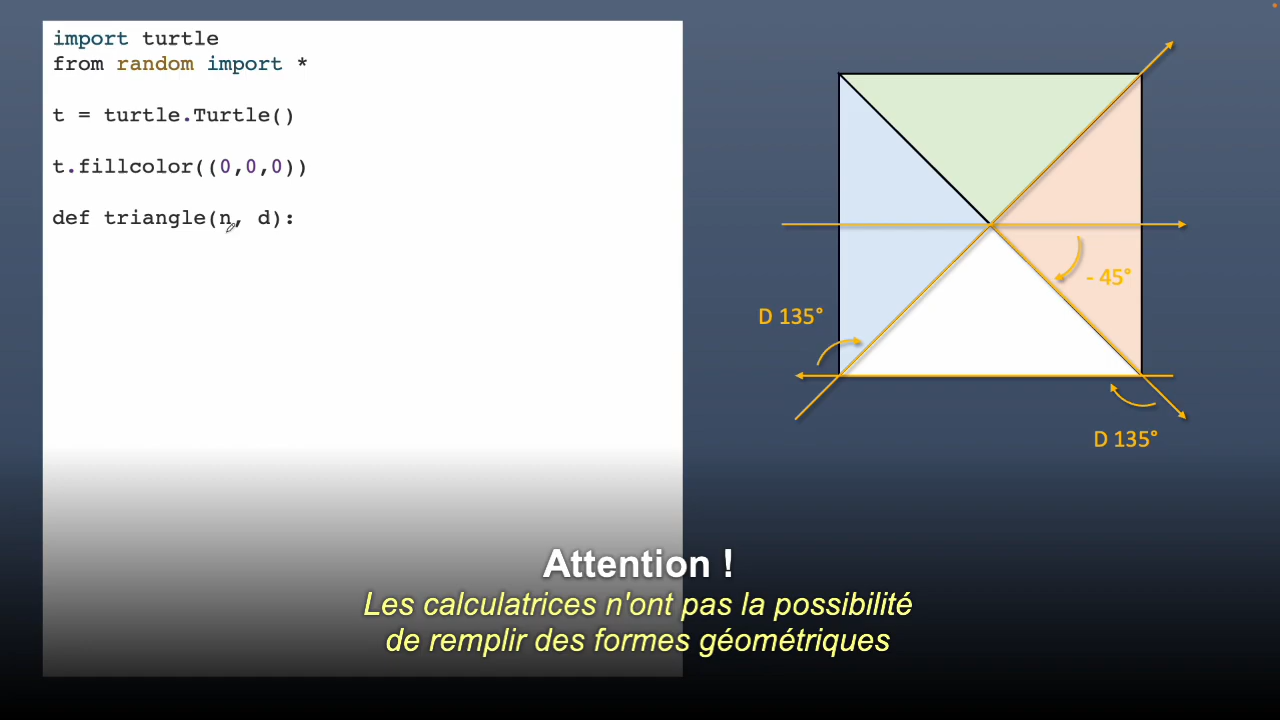 import turtle
from random import *
t = turtle.Turtle()
t.fillcolor((0,0,0))
def triangle(n, d):
- 45°
D 135°
D 135°
Attention !
Les calculatrices n'ont pas la possibilité
de remplir des formes géométriques